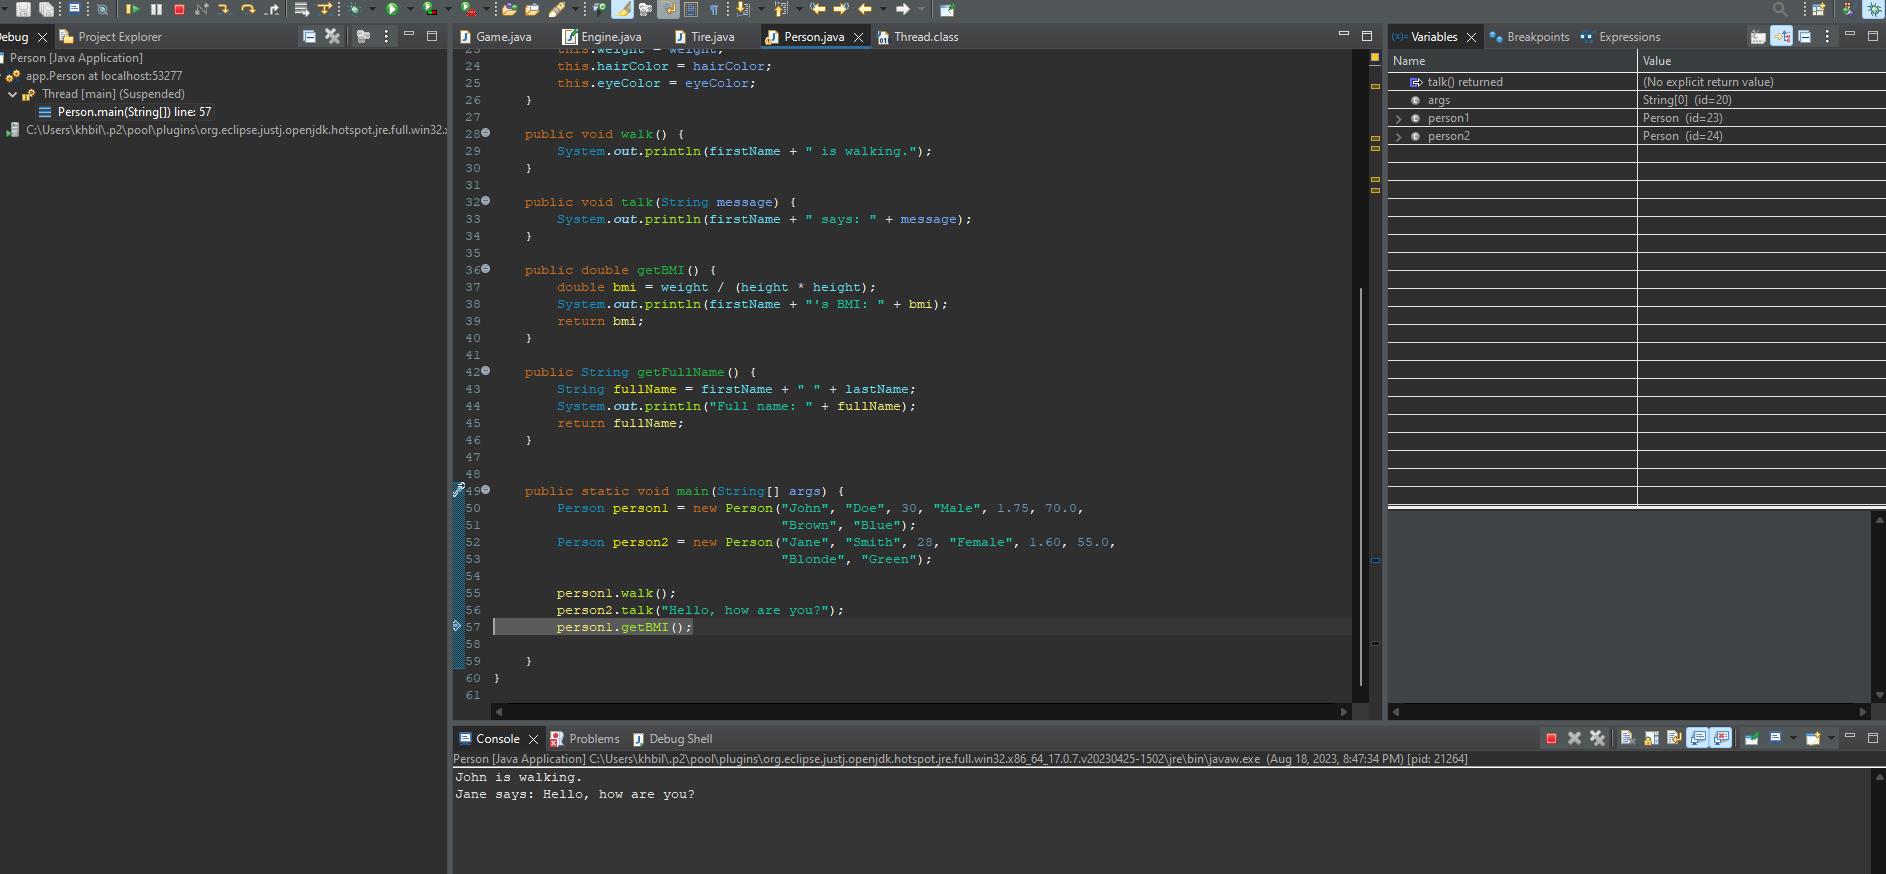 ebug
Project Explorer
Person [Java Application]
app.Person at localhost:53277
Thread [main] (Suspended)
Person.main(String[]) line: 57
C:\Users\khbil\.p2\pool\plugins\org.eclipse.justj.openjdk.hotspot.jre.full.win32.
Game.java
Engine.java
Tire.java
Person.java
Thread.class
23 this.weight = weight;
24 this.hairColor = hairColor;
25 this.eyeColor = eyeColor;
26 }
27
28 public void walk() {
29 System.out.println(firstName + " is walking.");
30 }
31
32 public void talk(String message) {
33 System.out.println(firstName + " says: " + message);
34 }
35
36 public double getBMI() {
37 double bmi = weight / (height * height);
38 System.out.println(firstName + "'s BMI: " + bmi);
39 return bmi;
40 }
41
42 public String getFullName() {
43 String fullName = firstName + " " + lastName;
44 System.out.println("Full name: " + fullName);
45 return fullName;
46 }
47
48
49 public static void main(String[] args) {
50 Person person1 = new Person("John", "Doe", 30, "Male", 1.75, 70.0,
51 "Brown", "Blue");
52 Person person2 = new Person("Jane", "Smith", 28, "Female", 1.60, 55.0,
53 "Blonde", "Green");
54
55 person1.walk();
56 person2.talk("Hello, how are you?");
57 person1.getBMI();
58
59 }
60 }
61
(x)= Variables
Breakpoints
Expressions
Name Value
talk() returned (No explicit return value)
args String[0] (id=20)
person1 Person (id=23)
person2 Person (id=24)
Console
Problems
Debug Shell
Person [Java Application] C:\Users\khbil\.p2\pool\plugins\org.eclipse.justj.openjdk.hotspot.jre.full.win32.x86_64_17.0.7.v20230425-1502\jre\bin\javaw.exe (Aug 18, 2023, 8:47:34 PM) [pid: 21264]
John is walking.
Jane says: Hello, how are you?